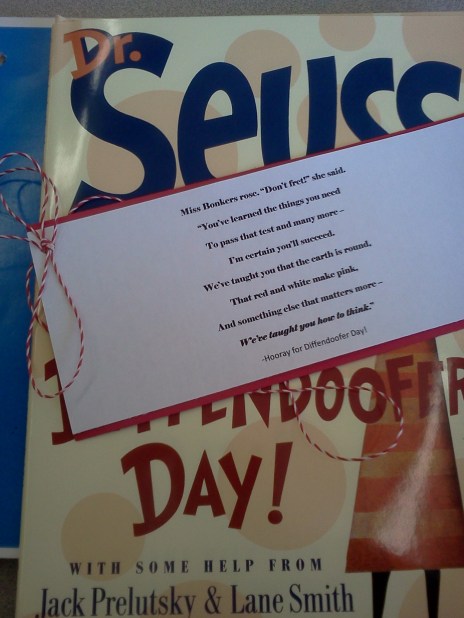 Dr.
Seuss
Miss Bonkers rose. "Don't fret!" she said.
"You've learned the things you need
To pass that test and many more –
I'm certain you'll succeed.
We've taught you that the earth is round,
That red and white make pink,
And something else that matters more –
We've taught you how to think."
-Hooray for Diffendoofer Day!
DAY!
WITH SOME HELP FROM
Jack Prelutsky & Lane Smith